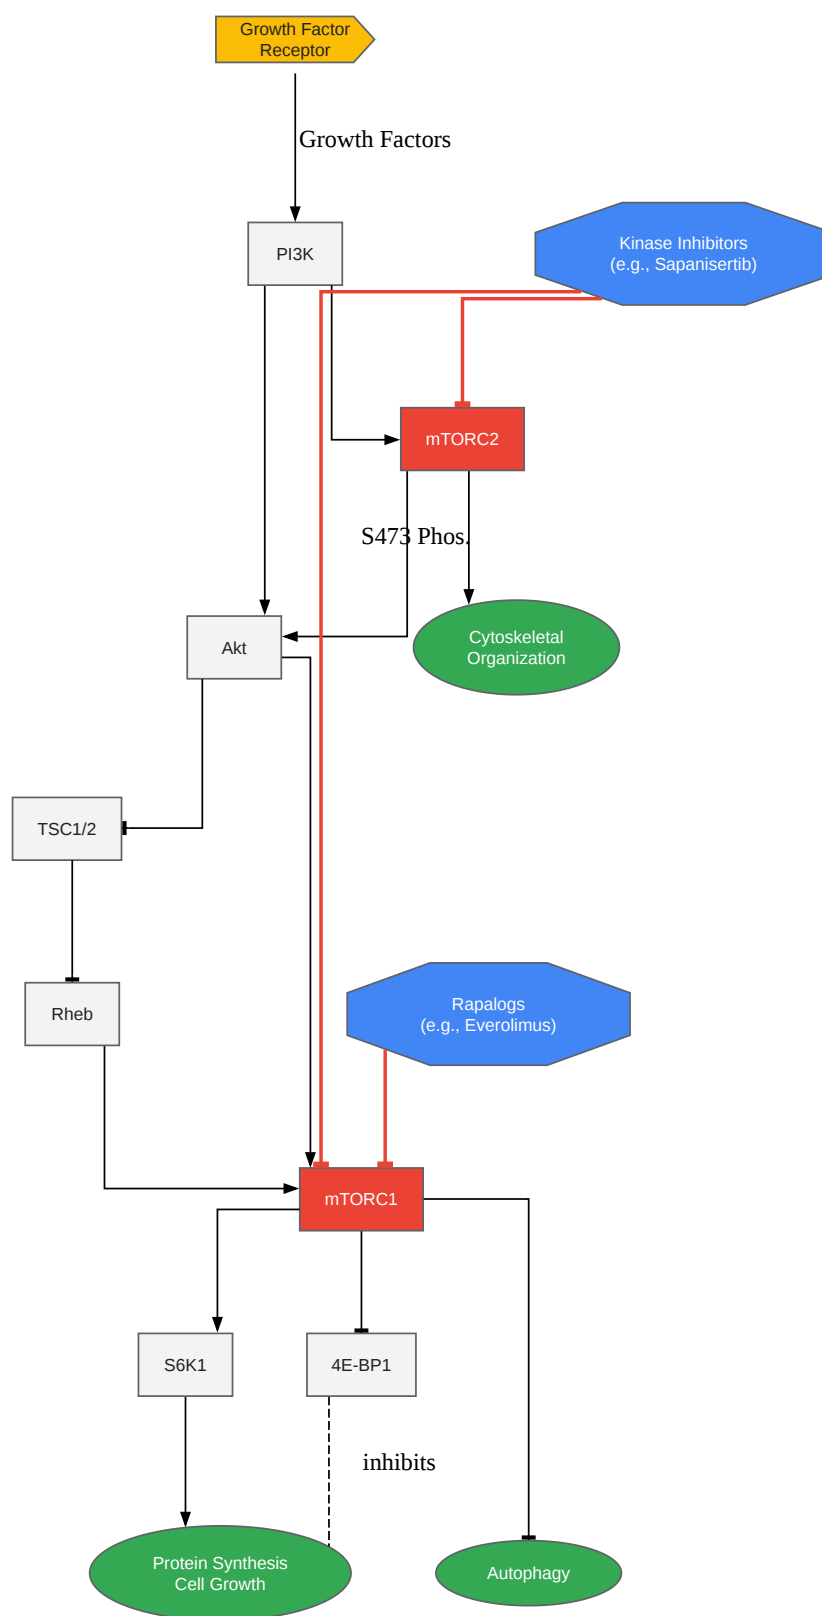 Growth Factor
Receptor
Growth Factors
PI3K
Kinase Inhibitors
(e.g., Sapanisertib)
mTORC2
S473 Phos.
Cytoskeletal
Organization
Akt
TSC1/2
Rheb
Rapalogs
(e.g., Everolimus)
mTORC1
S6K1
4E-BP1
inhibits
Protein Synthesis
Cell Growth
Autophagy